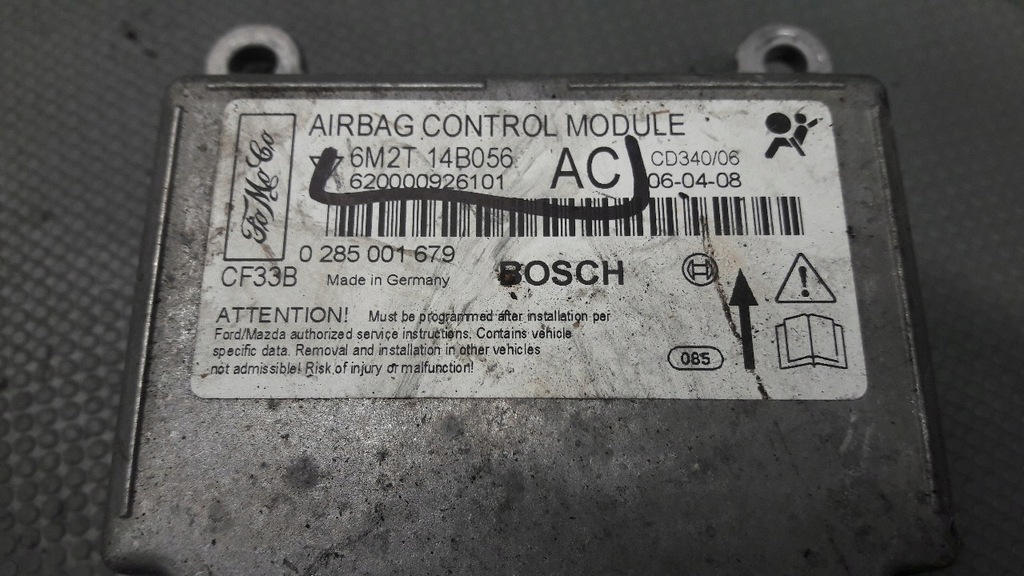 FoMoCo
AIRBAG CONTROL MODULE
6M2T 14B056 AC CD340/06
620000926101 06-04-08
0 285 001 679
CF33B Made in Germany BOSCH
ATTENTION! Must be programmed after installation per
Ford/Mazda authorized service instructions. Contains vehicle
specific data. Removal and installation in other vehicles
not admissible! Risk of injury or malfunction!
085